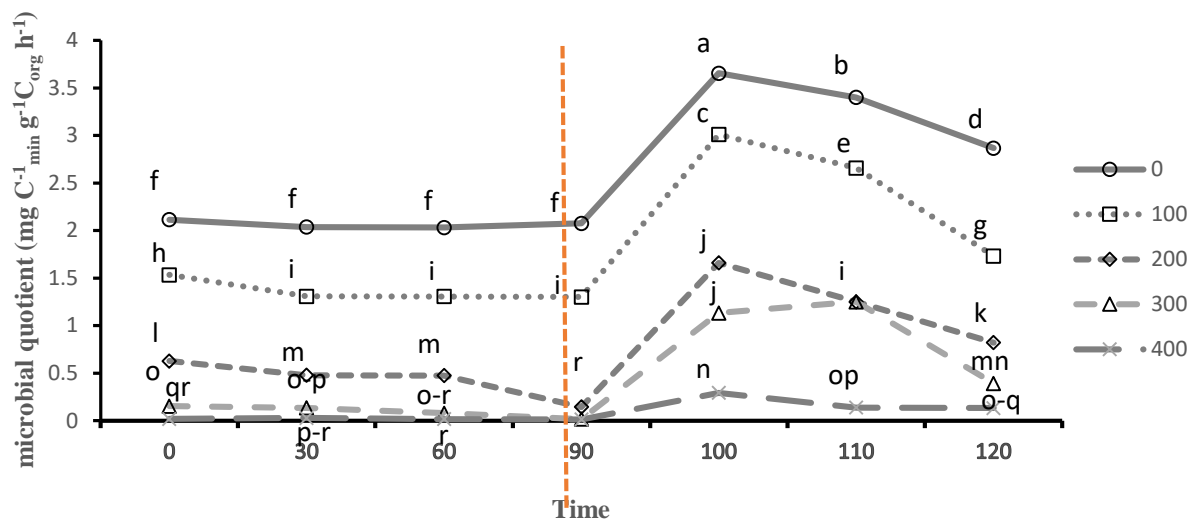 microbial quotient (mg C-1min g-1Corg h-1)
4
3.5
3
2.5
2
1.5
1
0.5
0
a
b
c
d
e
f
f
f
f
g
h
i
i
i
j
j
i
k
l
m
m
r
mn
o
o-p
o-r
n
op
o-q
qr
p-r
r
0
30
60
90
100
110
120
Time
0
100
200
300
400